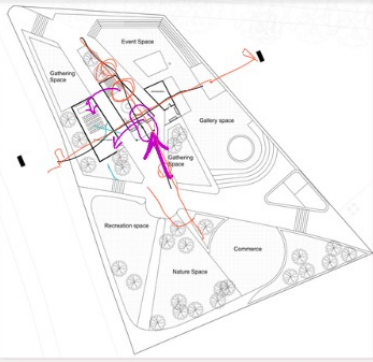 Event Space
Gathering
Space
Gallery space
Gathering
Space
Recreation space
Commerce
Nature Space